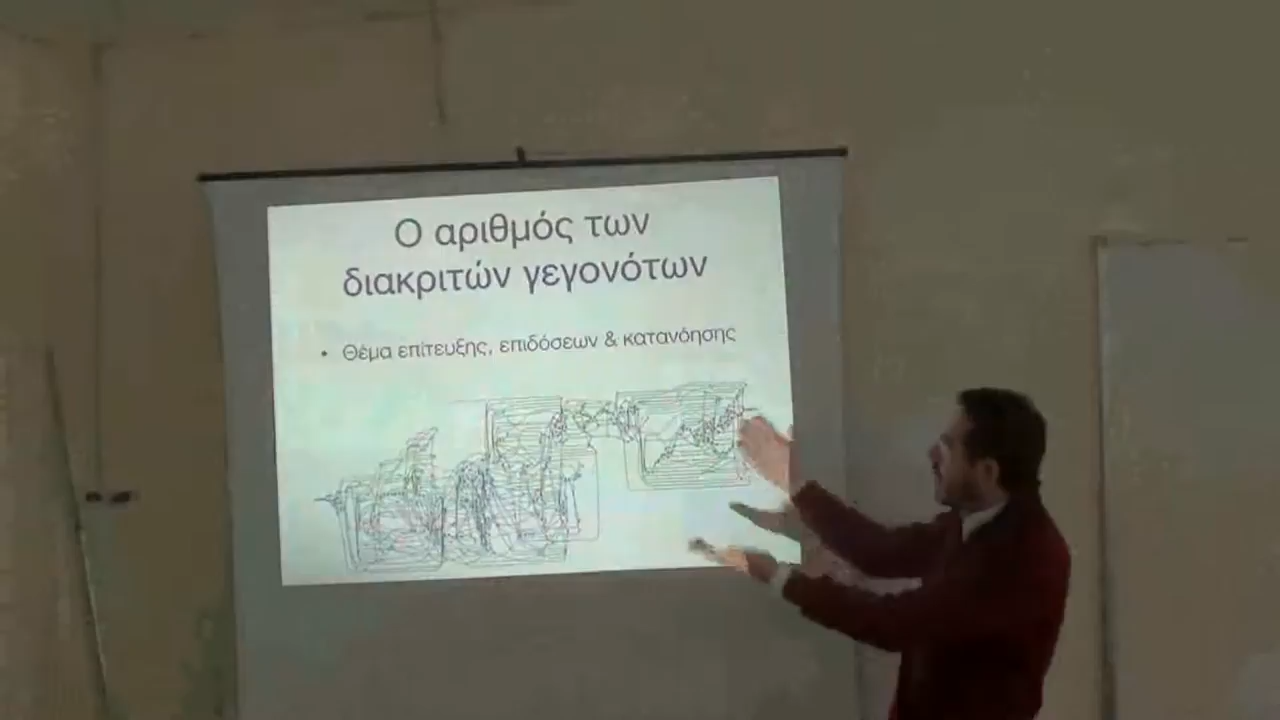 Ο αριθμός των
διακριτών γεγονότων
• Θέμα επίτευξης, επιδόσεων & κατανόησης